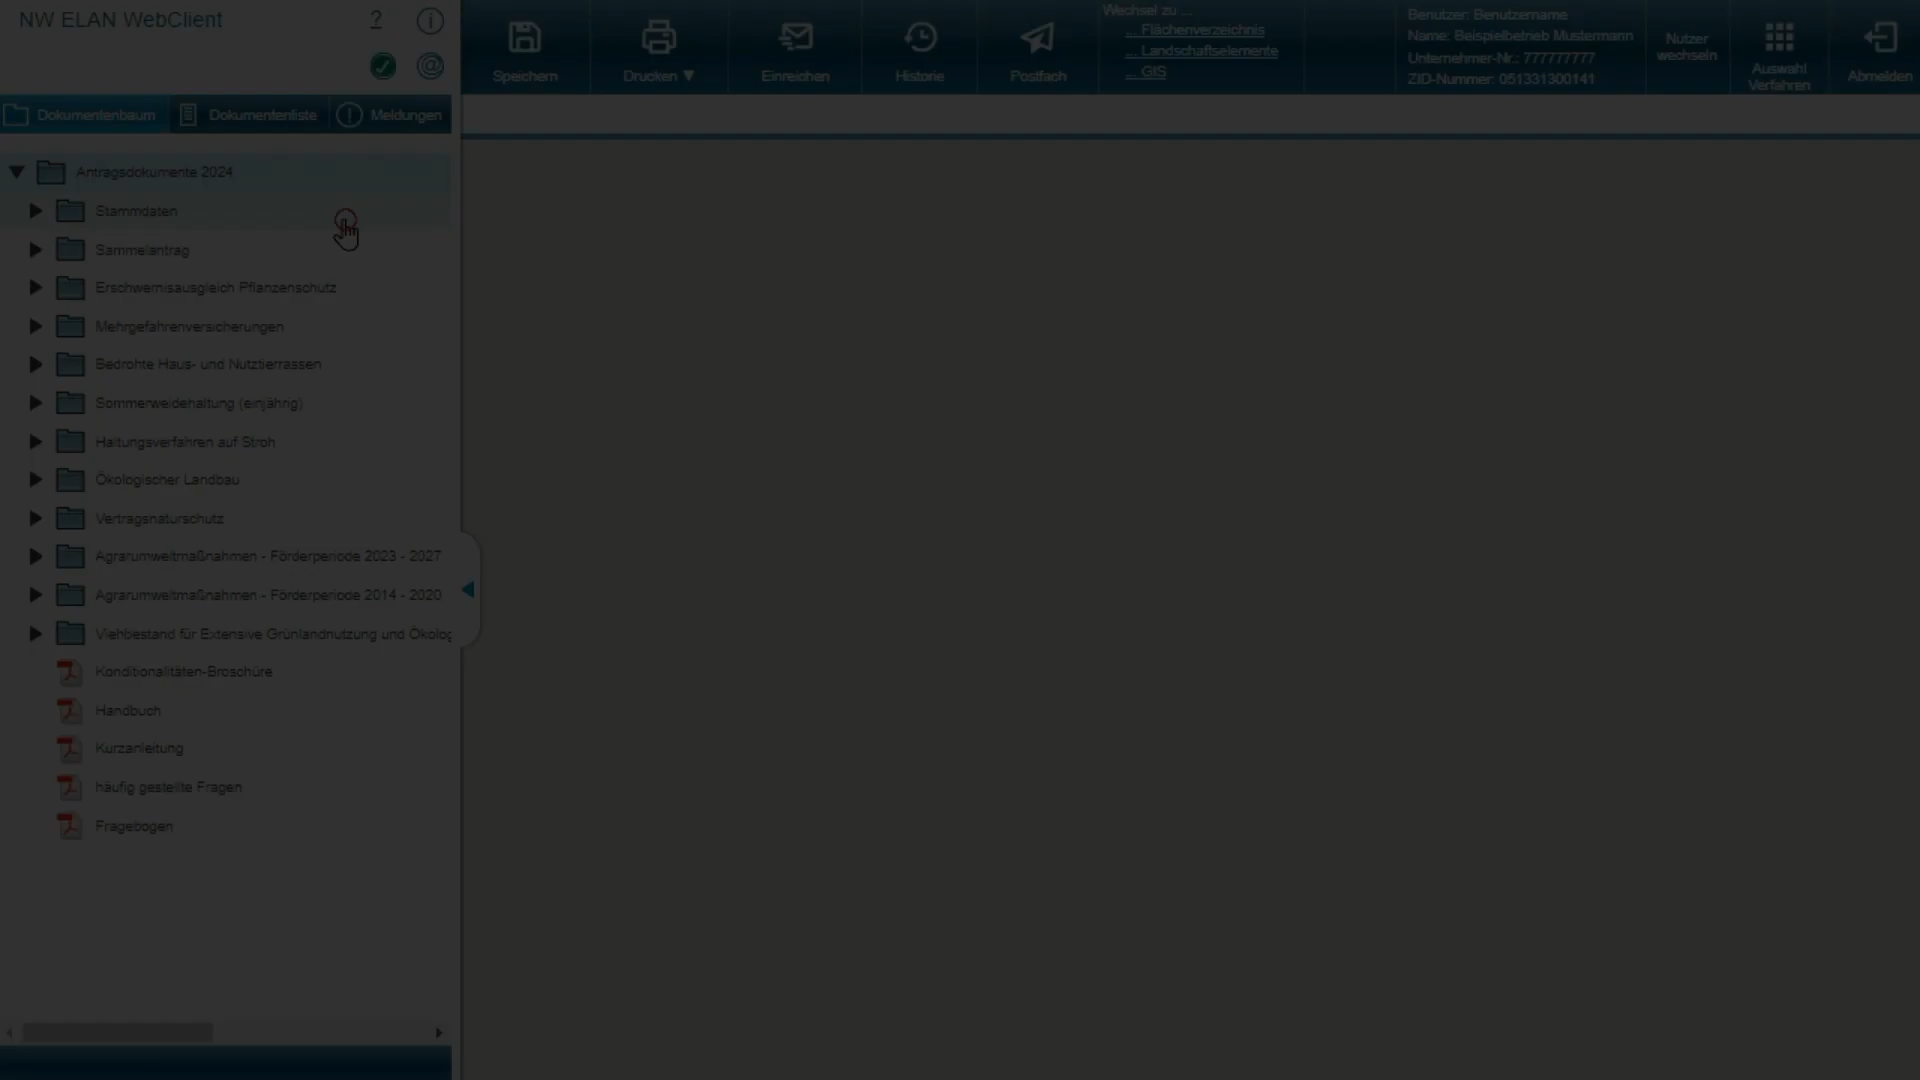 NW ELAN WebClient
?
Speichern
Drucken ▼
Einreichen
Historie
Postfach
Wechsel zu ...
... Flächenverzeichnis
... Landschaftselemente
... GIS
Benutzer: Benutzername
Name: Beispielbetrieb Mustermann
Unternehmer-Nr.: 777777777
ZID-Nummer: 051331300141
Nutzer
wechseln
Auswahl
Verfahren
Abmelden
Dokumentenbaum
Dokumentenliste
Meldungen
Antragsdokumente 2024
Stammdaten
Sammelantrag
Erschwernisausgleich Pflanzenschutz
Mehrgefahrenversicherungen
Bedrohte Haus- und Nutztierrassen
Sommerweidehaltung (einjährig)
Haltungsverfahren auf Stroh
Ökologischer Landbau
Vertragsnaturschutz
Agrarumweltmaßnahmen - Förderperiode 2023 - 2027
Agrarumweltmaßnahmen - Förderperiode 2014 - 2020
Viehbestand für Extensive Grünlandnutzung und Ökolog
Konditionalitäten-Broschüre
Handbuch
Kurzanleitung
häufig gestellte Fragen
Fragebogen